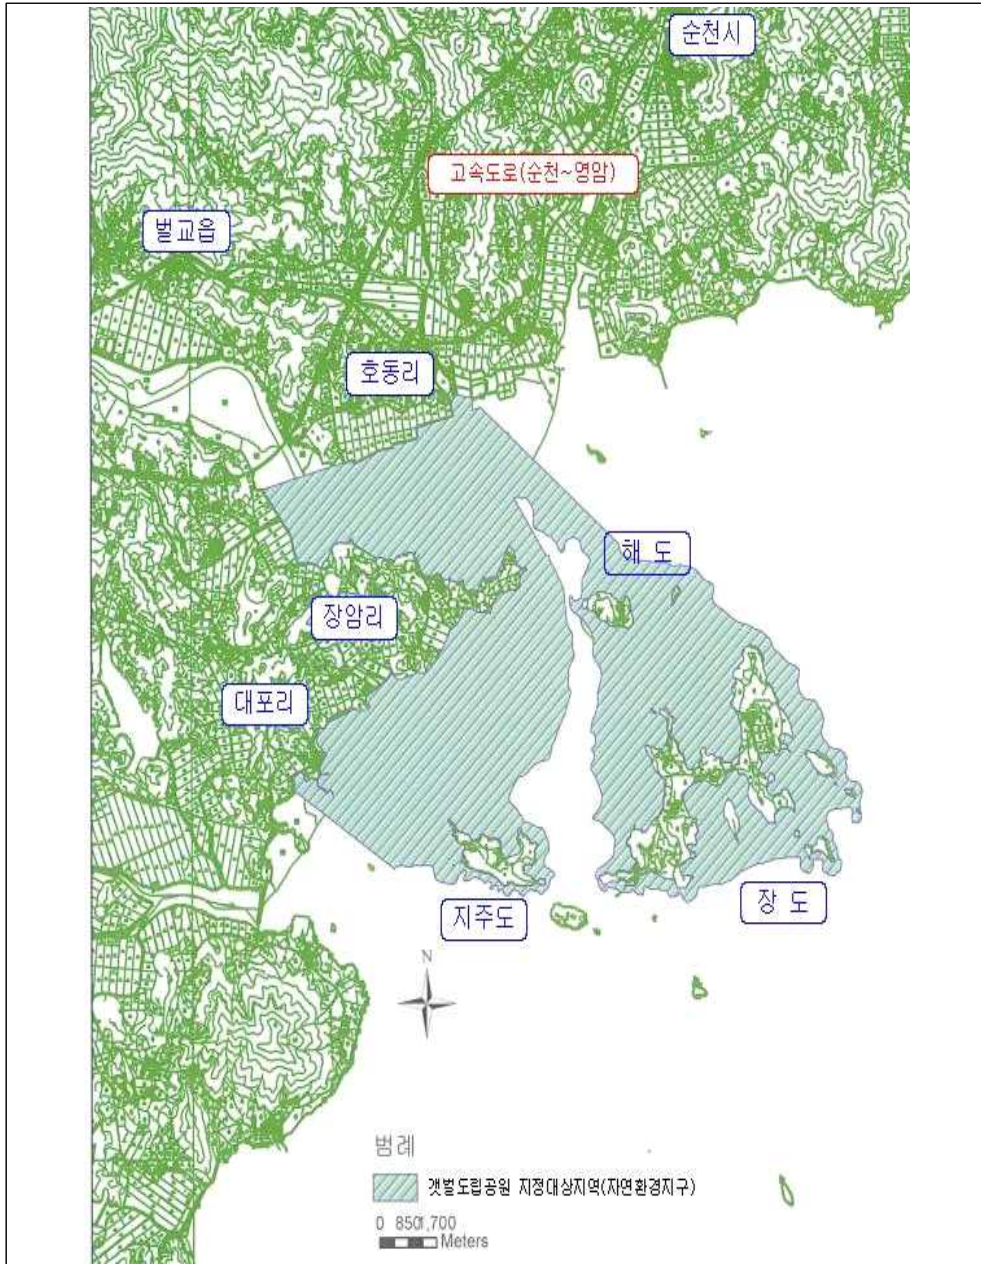 순천시
고속도로(순천~영암)
벌교읍
호동리
해 도
장암리
대포리
장 도
지주도
N
범례
갯벌도립공원 지정대상지역(자연환경지구)
0 8501,700
Meters